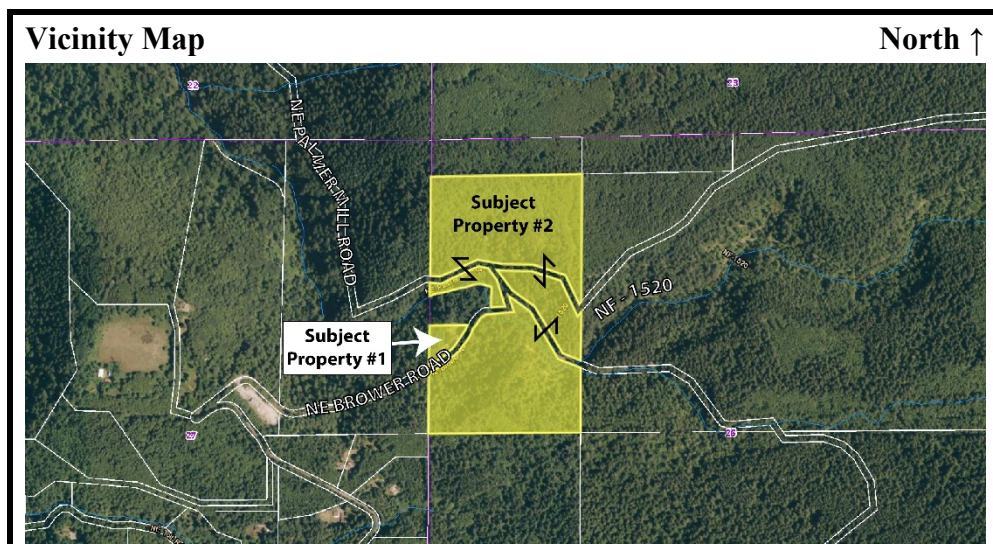 Vicinity Map
North ↑
22
23
NE PALMER MILL ROAD
Subject
Property #2
NF - 1520
Subject
Property #1
NE BROWER ROAD
27
26